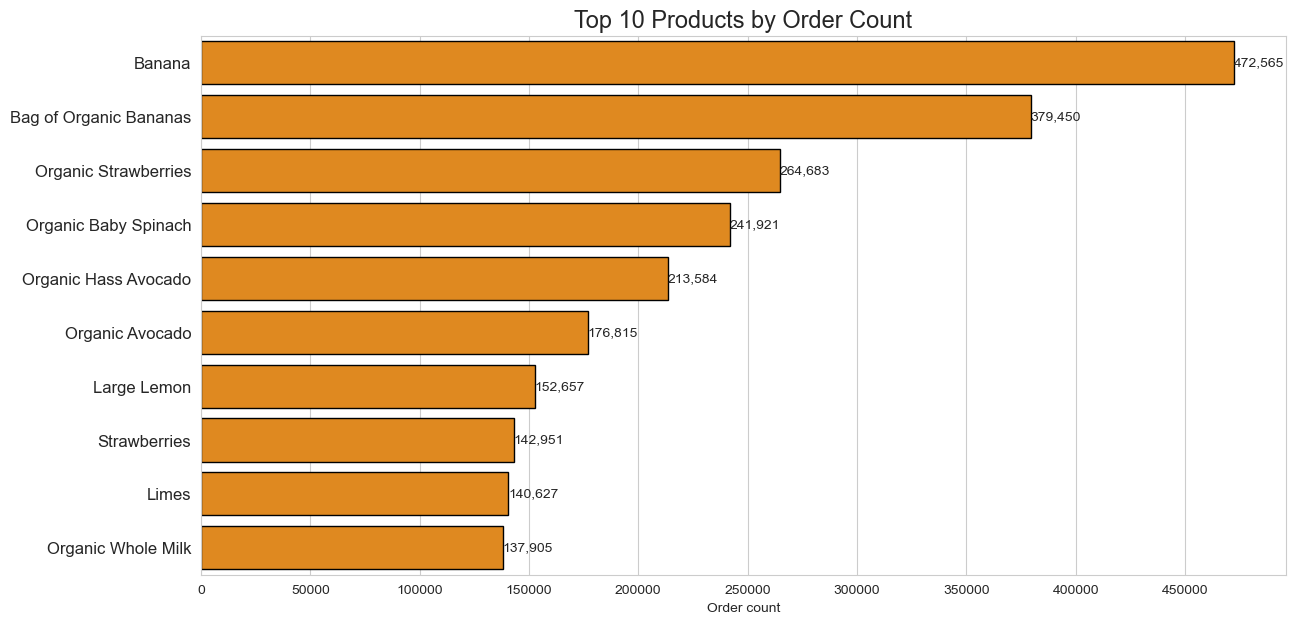 Top 10 Products by Order Count
Banana 472,565
Bag of Organic Bananas 379,450
Organic Strawberries 264,683
Organic Baby Spinach 241,921
Organic Hass Avocado 213,584
Organic Avocado 176,815
Large Lemon 152,657
Strawberries 142,951
Limes 140,627
Organic Whole Milk 137,905
0 50000 100000 150000 200000 250000 300000 350000 400000 450000
Order count